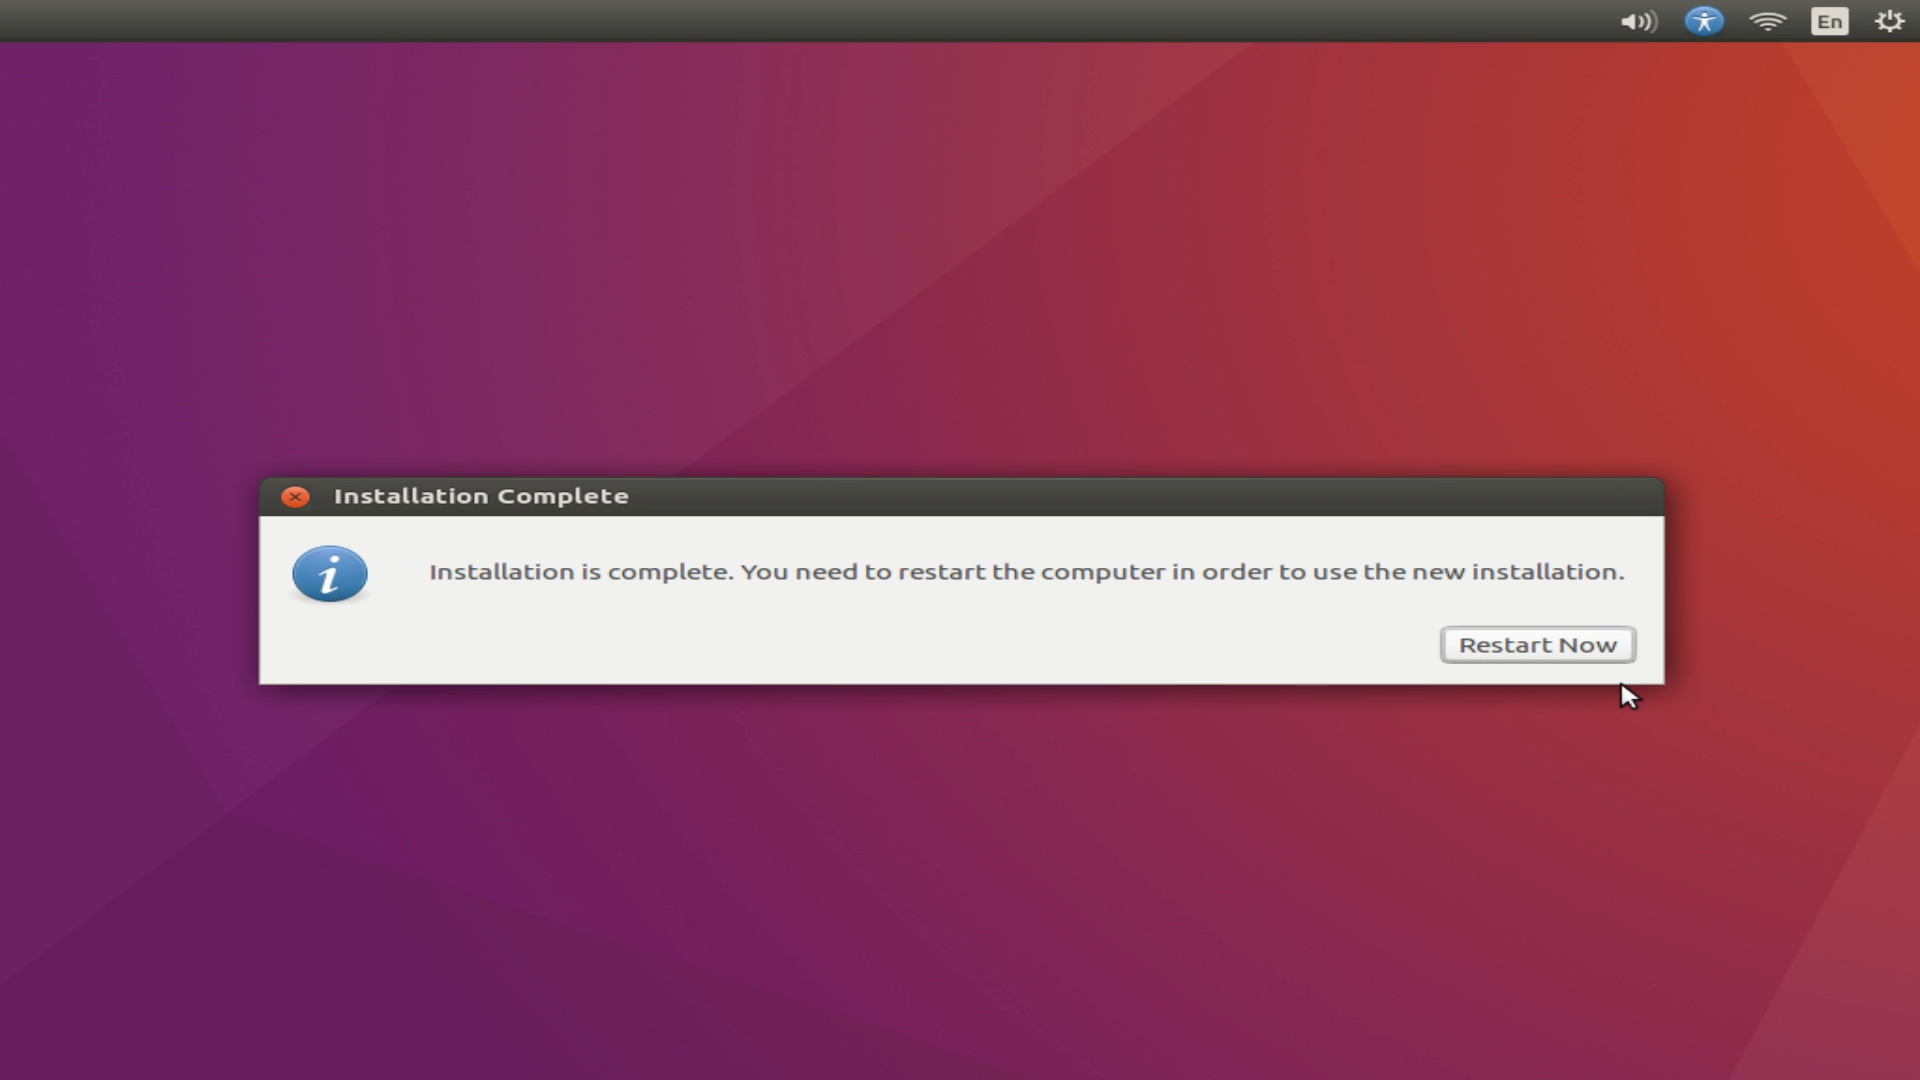 En
Installation Complete
Installation is complete. You need to restart the computer in order to use the new installation.
Restart Now